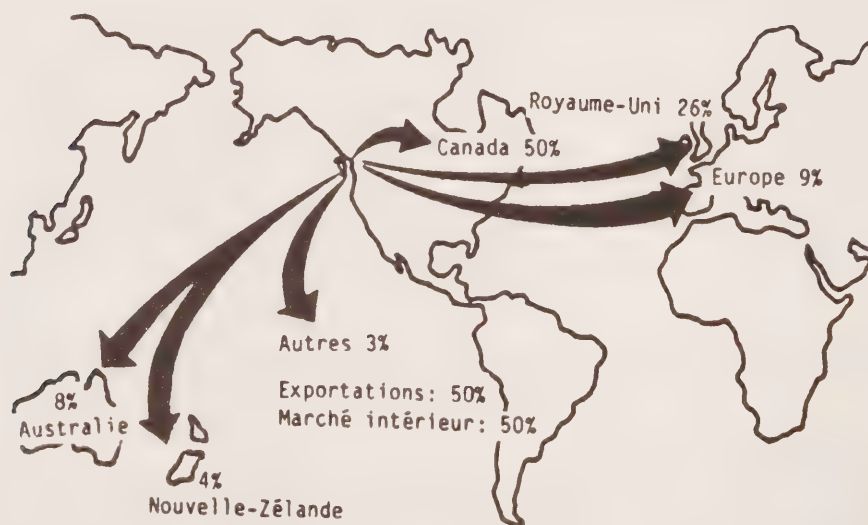 Royaume-Uni 26%
Canada 50%
Europe 9%
Autres 3%
Exportations: 50%
Marché intérieur: 50%
8%
Australie
4%
Nouvelle-Zélande